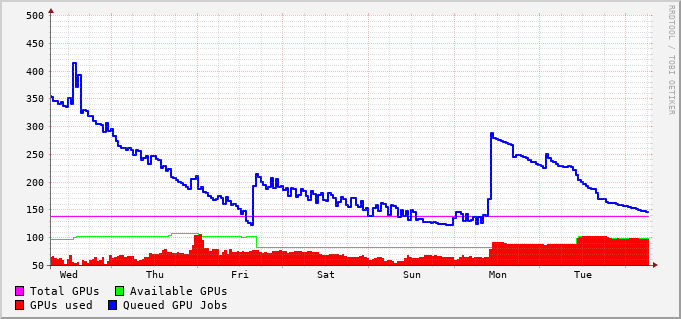 500
450
400
350
300
250
200
150
100
50
Wed Thu Fri Sat Sun Mon Tue
Total GPUs Available GPUs
GPUs used Queued GPU Jobs
RRDTOOL / TOBI OETIKER